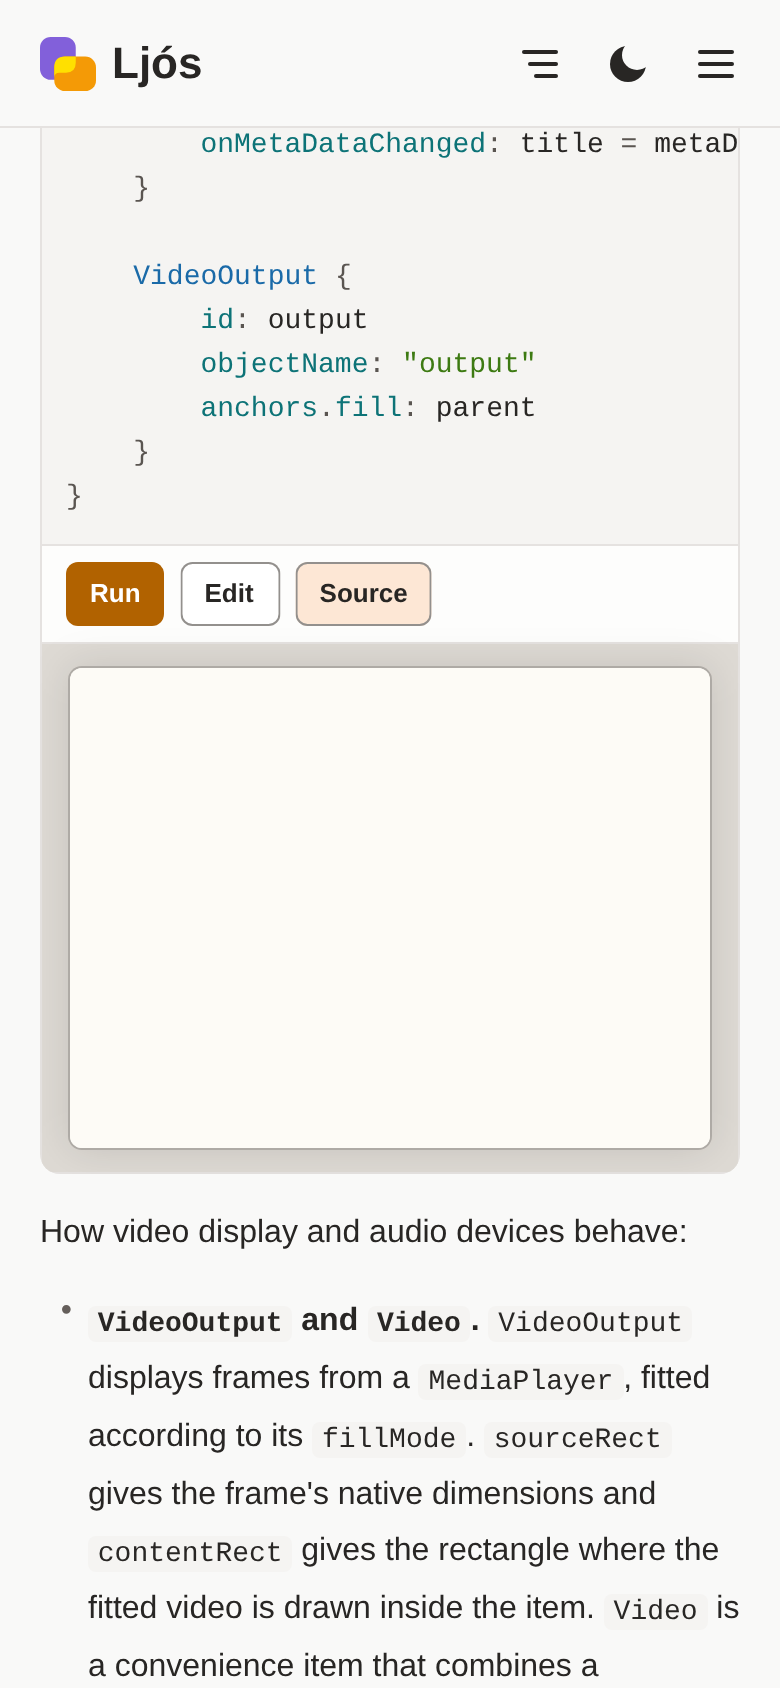 Ljós
onMetaDataChanged: title = metaD
}
VideoOutput {
id: output
objectName: "output"
anchors.fill: parent
}
}
Run Edit Source
How video display and audio devices behave:
• VideoOutput and Video. VideoOutput
displays frames from a MediaPlayer, fitted
according to its fillMode. sourceRect
gives the frame's native dimensions and
contentRect gives the rectangle where the
fitted video is drawn inside the item. Video is
a convenience item that combines a